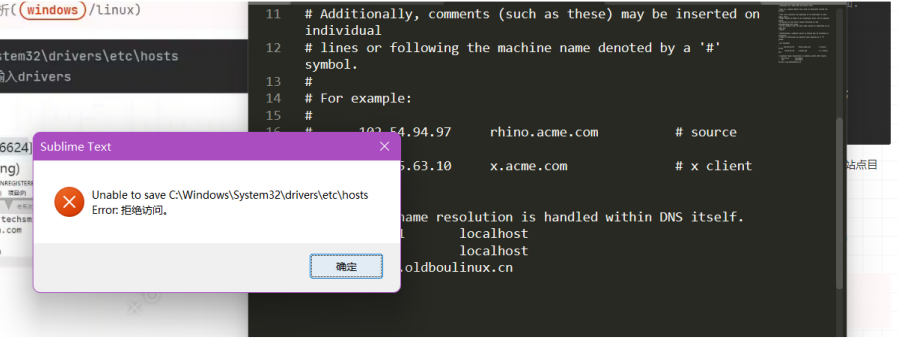 析(windows/linux)
stem32\drivers\etc\hosts
输入drivers
6624]
ng)
NREGISTERE
项目(P)
techsm
.com
11 # Additionally, comments (such as these) may be inserted on
individual
12 # lines or following the machine name denoted by a '#'
symbol.
13 #
14 # For example:
15 #
16 # 102.54.94.97 rhino.acme.com # source
5.63.10 x.acme.com # x client
name resolution is handled within DNS itself.
1 localhost
localhost
.oldboulinux.cn
Sublime Text
Unable to save C:\Windows\System32\drivers\etc\hosts
Error: 拒绝访问。
确定
站点目